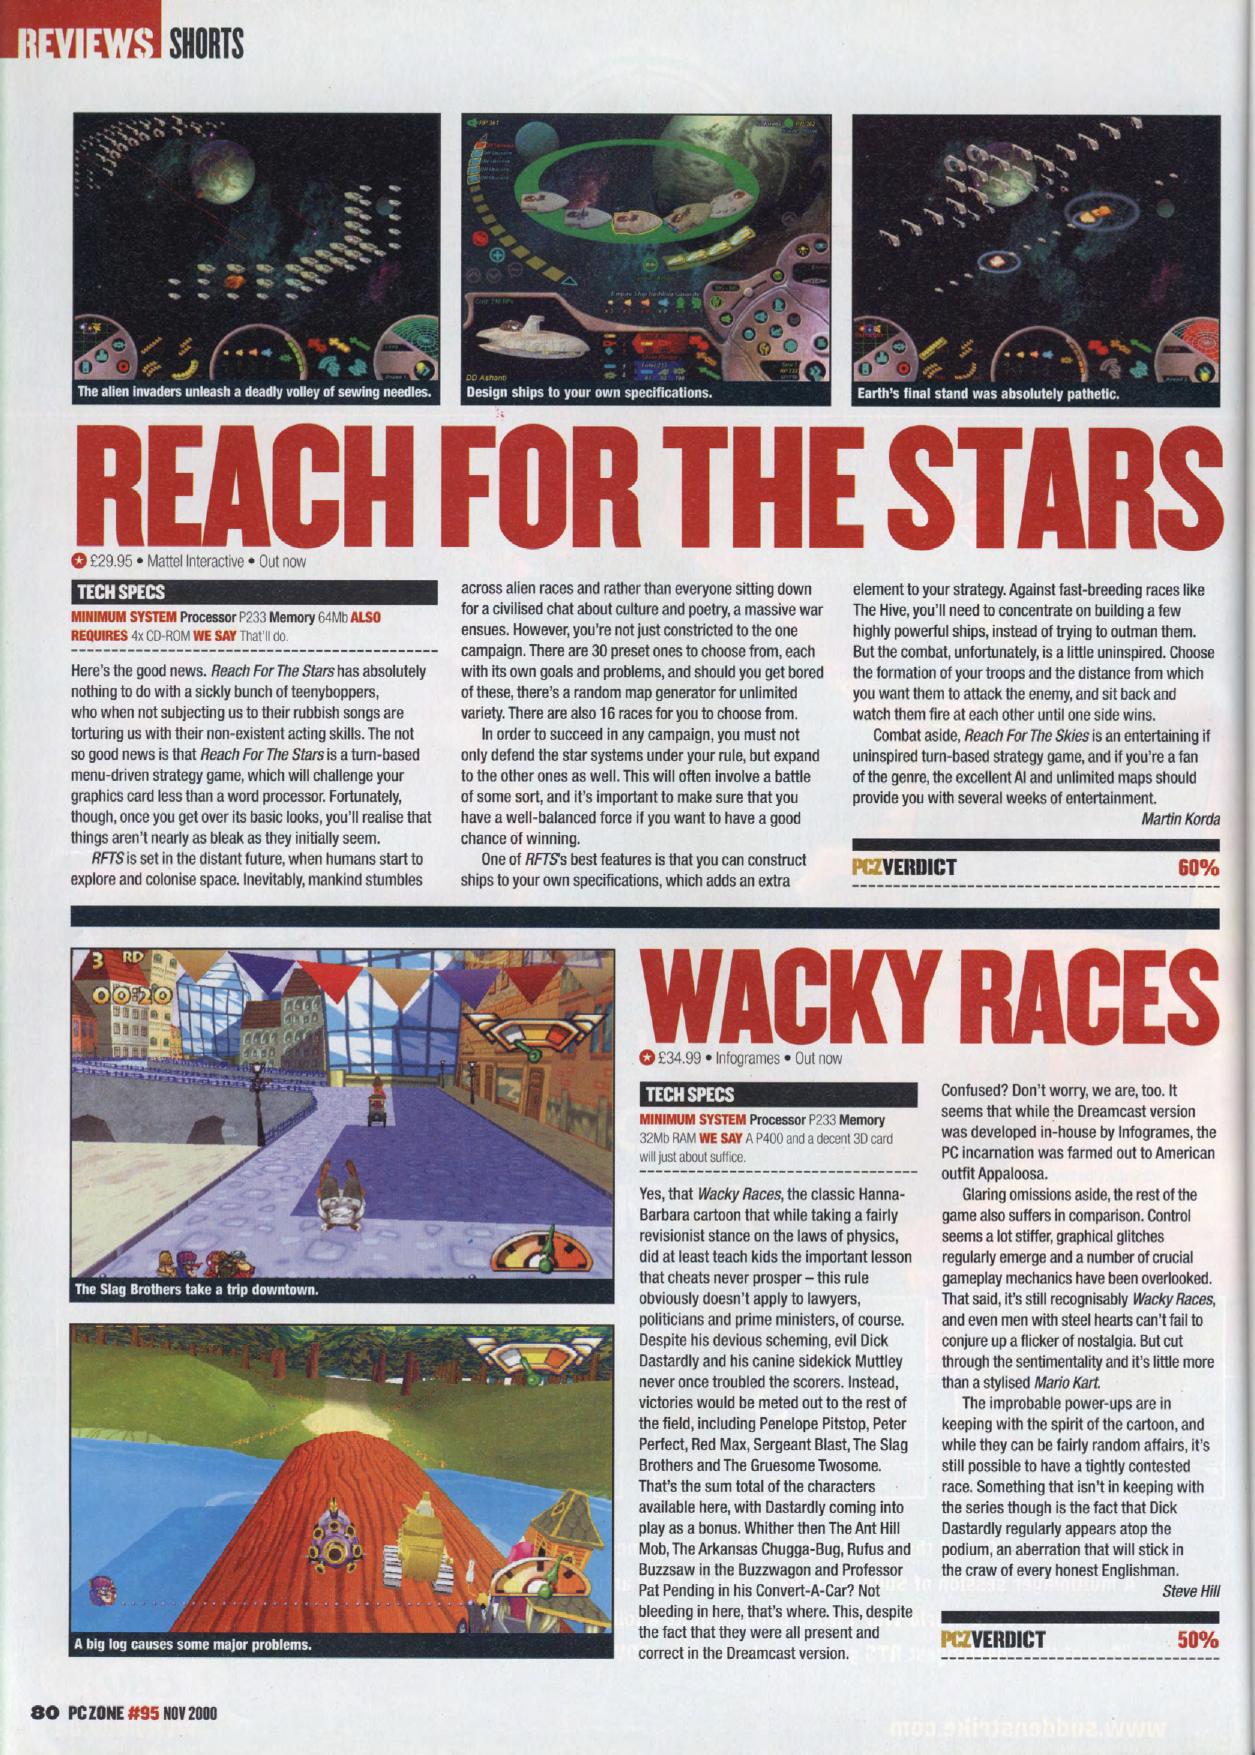 REVIEWS SHORTS
The alien invaders unleash a deadly volley of sewing needles.
Design ships to your own specifications.
Earth's final stand was absolutely pathetic.
REACH FOR THE STARS
£29.95 • Mattel Interactive • Out now
TECH SPECS
MINIMUM SYSTEM Processor P233 Memory 64Mb ALSO
REQUIRES 4x CD-ROM WE SAY That'll do.
Here's the good news. Reach For The Stars has absolutely
nothing to do with a sickly bunch of teenyboppers,
who when not subjecting us to their rubbish songs are
torturing us with their non-existent acting skills. The not
so good news is that Reach For The Stars is a turn-based
menu-driven strategy game, which will challenge your
graphics card less than a word processor. Fortunately,
though, once you get over its basic looks, you'll realise that
things aren't nearly as bleak as they initially seem.
RFTS is set in the distant future, when humans start to
explore and colonise space. Inevitably, mankind stumbles
across alien races and rather than everyone sitting down
for a civilised chat about culture and poetry, a massive war
ensues. However, you're not just constricted to the one
campaign. There are 30 preset ones to choose from, each
with its own goals and problems, and should you get bored
of these, there's a random map generator for unlimited
variety. There are also 16 races for you to choose from.
In order to succeed in any campaign, you must not
only defend the star systems under your rule, but expand
to the other ones as well. This will often involve a battle
of some sort, and it's important to make sure that you
have a well-balanced force if you want to have a good
chance of winning.
One of RFTS's best features is that you can construct
ships to your own specifications, which adds an extra
element to your strategy. Against fast-breeding races like
The Hive, you'll need to concentrate on building a few
highly powerful ships, instead of trying to outman them.
But the combat, unfortunately, is a little uninspired. Choose
the formation of your troops and the distance from which
you want them to attack the enemy, and sit back and
watch them fire at each other until one side wins.
Combat aside, Reach For The Skies is an entertaining if
uninspired turn-based strategy game, and if you're a fan
of the genre, the excellent AI and unlimited maps should
provide you with several weeks of entertainment.
Martin Korda
PCZVERDICT 60%
3 RD
00:20
The Slag Brothers take a trip downtown.
A big log causes some major problems.
WACKY RACES
£34.99 • Infogrames • Out now
TECH SPECS
MINIMUM SYSTEM Processor P233 Memory
32Mb RAM WE SAY A P400 and a decent 3D card
will just about suffice.
Yes, that Wacky Races, the classic Hanna-
Barbara cartoon that while taking a fairly
revisionist stance on the laws of physics,
did at least teach kids the important lesson
that cheats never prosper – this rule
obviously doesn't apply to lawyers,
politicians and prime ministers, of course.
Despite his devious scheming, evil Dick
Dastardly and his canine sidekick Muttley
never once troubled the scorers. Instead,
victories would be meted out to the rest of
the field, including Penelope Pitstop, Peter
Perfect, Red Max, Sergeant Blast, The Slag
Brothers and The Gruesome Twosome.
That's the sum total of the characters
available here, with Dastardly coming into
play as a bonus. Whither then The Ant Hill
Mob, The Arkansas Chugga-Bug, Rufus and
Buzzsaw in the Buzzwagon and Professor
Pat Pending in his Convert-A-Car? Not
bleeding in here, that's where. This, despite
the fact that they were all present and
correct in the Dreamcast version.
Confused? Don't worry, we are, too. It
seems that while the Dreamcast version
was developed in-house by Infogrames, the
PC incarnation was farmed out to American
outfit Appaloosa.
Glaring omissions aside, the rest of the
game also suffers in comparison. Control
seems a lot stiffer, graphical glitches
regularly emerge and a number of crucial
gameplay mechanics have been overlooked.
That said, it's still recognisably Wacky Races,
and even men with steel hearts can't fail to
conjure up a flicker of nostalgia. But cut
through the sentimentality and it's little more
than a stylised Mario Kart.
The improbable power-ups are in
keeping with the spirit of the cartoon, and
while they can be fairly random affairs, it's
still possible to have a tightly contested
race. Something that isn't in keeping with
the series though is the fact that Dick
Dastardly regularly appears atop the
podium, an aberration that will stick in
the craw of every honest Englishman.
Steve Hill
PCZVERDICT 50%
80 PCZONE #95 NOV 2000